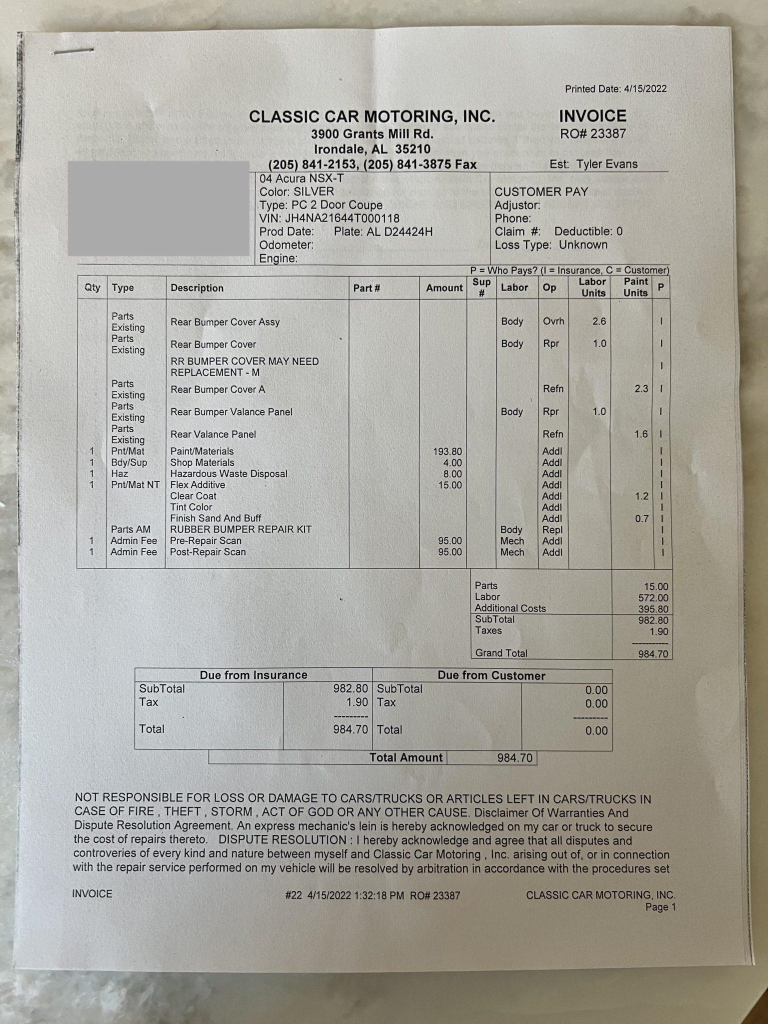 Printed Date: 4/15/2022
CLASSIC CAR MOTORING, INC.
INVOICE
3900 Grants Mill Rd.
RO# 23387
Irondale, AL 35210
(205) 841-2153, (205) 841-3875 Fax
Est: Tyler Evans
04 Acura NSX-T
Color: SILVER
CUSTOMER PAY
Type: PC 2 Door Coupe
Adjustor:
VIN: JH4NA21644T000118
Phone:
Prod Date: Plate: AL D24424H
Claim #: Deductible: 0
Odometer:
Loss Type: Unknown
Engine:
P = Who Pays? (I = Insurance, C = Customer)
Qty Type Description Part # Amount Sup # Labor Op Labor Units Paint Units P
Parts Existing Rear Bumper Cover Assy Body Ovrh 2.6 I
Parts Existing Rear Bumper Cover Body Rpr 1.0 I
RR BUMPER COVER MAY NEED
REPLACEMENT - M I
Parts Existing Rear Bumper Cover A Refn 2.3 I
Parts Existing Rear Bumper Valance Panel Body Rpr 1.0 I
Parts Existing Rear Valance Panel Refn 1.6 I
1 Pnt/Mat Paint/Materials 193.80 Addl I
1 Bdy/Sup Shop Materials 4.00 Addl I
1 Haz Hazardous Waste Disposal 8.00 Addl I
1 Pnt/Mat NT Flex Additive 15.00 Addl I
Clear Coat Addl 1.2 I
Tint Color Addl I
Finish Sand And Buff Addl 0.7 I
Parts AM RUBBER BUMPER REPAIR KIT Body Repl I
1 Admin Fee Pre-Repair Scan 95.00 Mech Addl I
1 Admin Fee Post-Repair Scan 95.00 Mech Addl I
Parts 15.00
Labor 572.00
Additional Costs 395.80
SubTotal 982.80
Taxes 1.90
----------
Grand Total 984.70
Due from Insurance Due from Customer
SubTotal 982.80 SubTotal 0.00
Tax 1.90 Tax 0.00
--------- ---------
Total 984.70 Total 0.00
Total Amount 984.70
NOT RESPONSIBLE FOR LOSS OR DAMAGE TO CARS/TRUCKS OR ARTICLES LEFT IN CARS/TRUCKS IN
CASE OF FIRE , THEFT , STORM , ACT OF GOD OR ANY OTHER CAUSE. Disclaimer Of Warranties And
Dispute Resolution Agreement. An express mechanic's lein is hereby acknowledged on my car or truck to secure
the cost of repairs thereto. DISPUTE RESOLUTION : I hereby acknowledge and agree that all disputes and
controveries of every kind and nature between myself and Classic Car Motoring , Inc. arising out of, or in connection
with the repair service performed on my vehicle will be resolved by arbitration in accordance with the procedures set
INVOICE #22 4/15/2022 1:32:18 PM RO# 23387 CLASSIC CAR MOTORING, INC.
Page 1